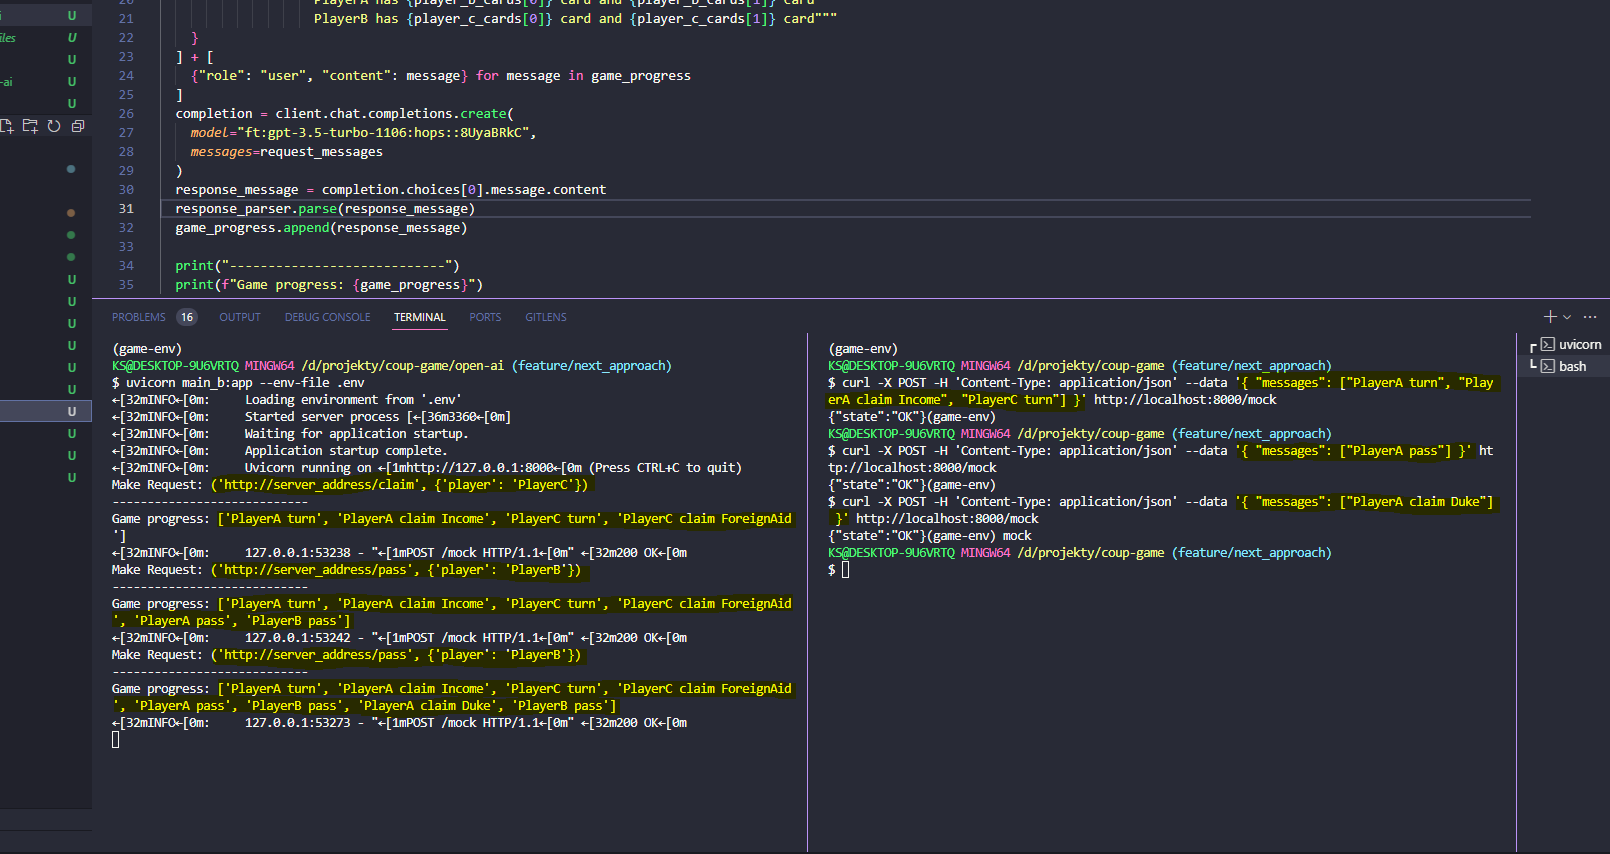 i U
20 PlayerA has {player_b_cards[0]} card and {player_b_cards[1]} card
21 PlayerB has {player_c_cards[0]} card and {player_c_cards[1]} card"""
iles U
22 }
23 ] + [
U
24 {"role": "user", "content": message} for message in game_progress
-ai U
25 ]
U
26 completion = client.chat.completions.create(
27 model="ft:gpt-3.5-turbo-1106:hops::8UyaBRkC",
28 messages=request_messages
29 )
30 response_message = completion.choices[0].message.content
31 response_parser.parse(response_message)
32 game_progress.append(response_message)
33
34 print("----------------------------")
U
35 print(f"Game progress: {game_progress}")
U
U
U
U
U
U
U
U
U
PROBLEMS 16 OUTPUT DEBUG CONSOLE TERMINAL PORTS GITLENS
(game-env)
KS@DESKTOP-9U6VRTQ MINGW64 /d/projekty/coup-game/open-ai (feature/next_approach)
$ uvicorn main_b:app --env-file .env
←[32mINFO←[0m: Loading environment from '.env'
←[32mINFO←[0m: Started server process [←[36m3360←[0m]
←[32mINFO←[0m: Waiting for application startup.
←[32mINFO←[0m: Application startup complete.
←[32mINFO←[0m: Uvicorn running on ←[1mhttp://127.0.0.1:8000←[0m (Press CTRL+C to quit)
Make Request: ('http://server_address/claim', {'player': 'PlayerC'})
----------------------------
Game progress: ['PlayerA turn', 'PlayerA claim Income', 'PlayerC turn', 'PlayerC claim ForeignAid
']
←[32mINFO←[0m: 127.0.0.1:53238 - "←[1mPOST /mock HTTP/1.1←[0m" ←[32m200 OK←[0m
Make Request: ('http://server_address/pass', {'player': 'PlayerB'})
----------------------------
Game progress: ['PlayerA turn', 'PlayerA claim Income', 'PlayerC turn', 'PlayerC claim ForeignAid
', 'PlayerA pass', 'PlayerB pass']
←[32mINFO←[0m: 127.0.0.1:53242 - "←[1mPOST /mock HTTP/1.1←[0m" ←[32m200 OK←[0m
Make Request: ('http://server_address/pass', {'player': 'PlayerB'})
----------------------------
Game progress: ['PlayerA turn', 'PlayerA claim Income', 'PlayerC turn', 'PlayerC claim ForeignAid
', 'PlayerA pass', 'PlayerB pass', 'PlayerA claim Duke', 'PlayerB pass']
←[32mINFO←[0m: 127.0.0.1:53273 - "←[1mPOST /mock HTTP/1.1←[0m" ←[32m200 OK←[0m
(game-env)
KS@DESKTOP-9U6VRTQ MINGW64 /d/projekty/coup-game (feature/next_approach)
$ curl -X POST -H 'Content-Type: application/json' --data '{ "messages": ["PlayerA turn", "Play
erA claim Income", "PlayerC turn"] }' http://localhost:8000/mock
{"state":"OK"}(game-env)
KS@DESKTOP-9U6VRTQ MINGW64 /d/projekty/coup-game (feature/next_approach)
$ curl -X POST -H 'Content-Type: application/json' --data '{ "messages": ["PlayerA pass"] }' ht
tp://localhost:8000/mock
{"state":"OK"}(game-env)
$ curl -X POST -H 'Content-Type: application/json' --data '{ "messages": ["PlayerA claim Duke"]
}' http://localhost:8000/mock
{"state":"OK"}(game-env) mock
KS@DESKTOP-9U6VRTQ MINGW64 /d/projekty/coup-game (feature/next_approach)
$
uvicorn
bash